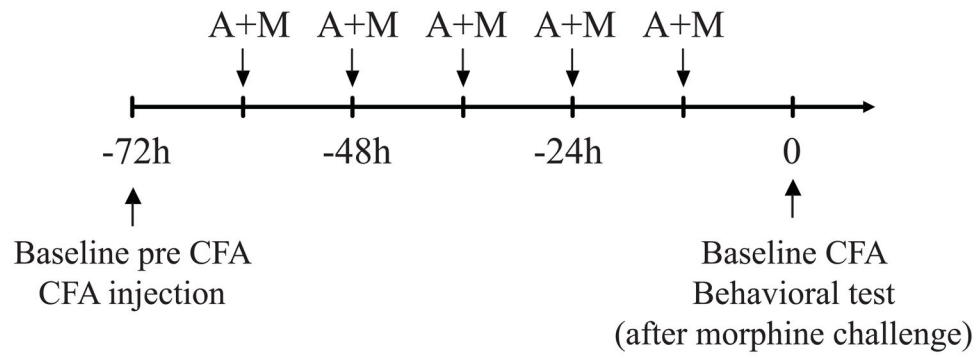 A+M A+M A+M A+M A+M
-72h -48h -24h 0
Baseline pre CFA
CFA injection
Baseline CFA
Behavioral test
(after morphine challenge)